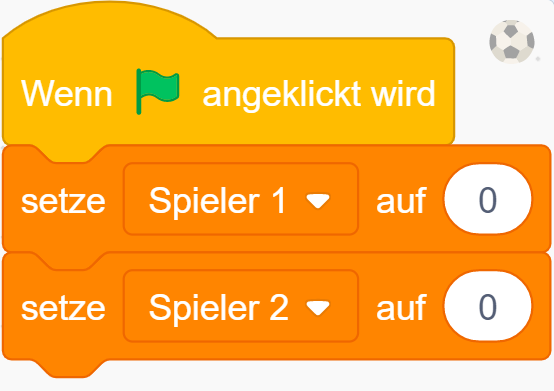 Wenn angeklickt wird
setze Spieler 1 auf 0
setze Spieler 2 auf 0